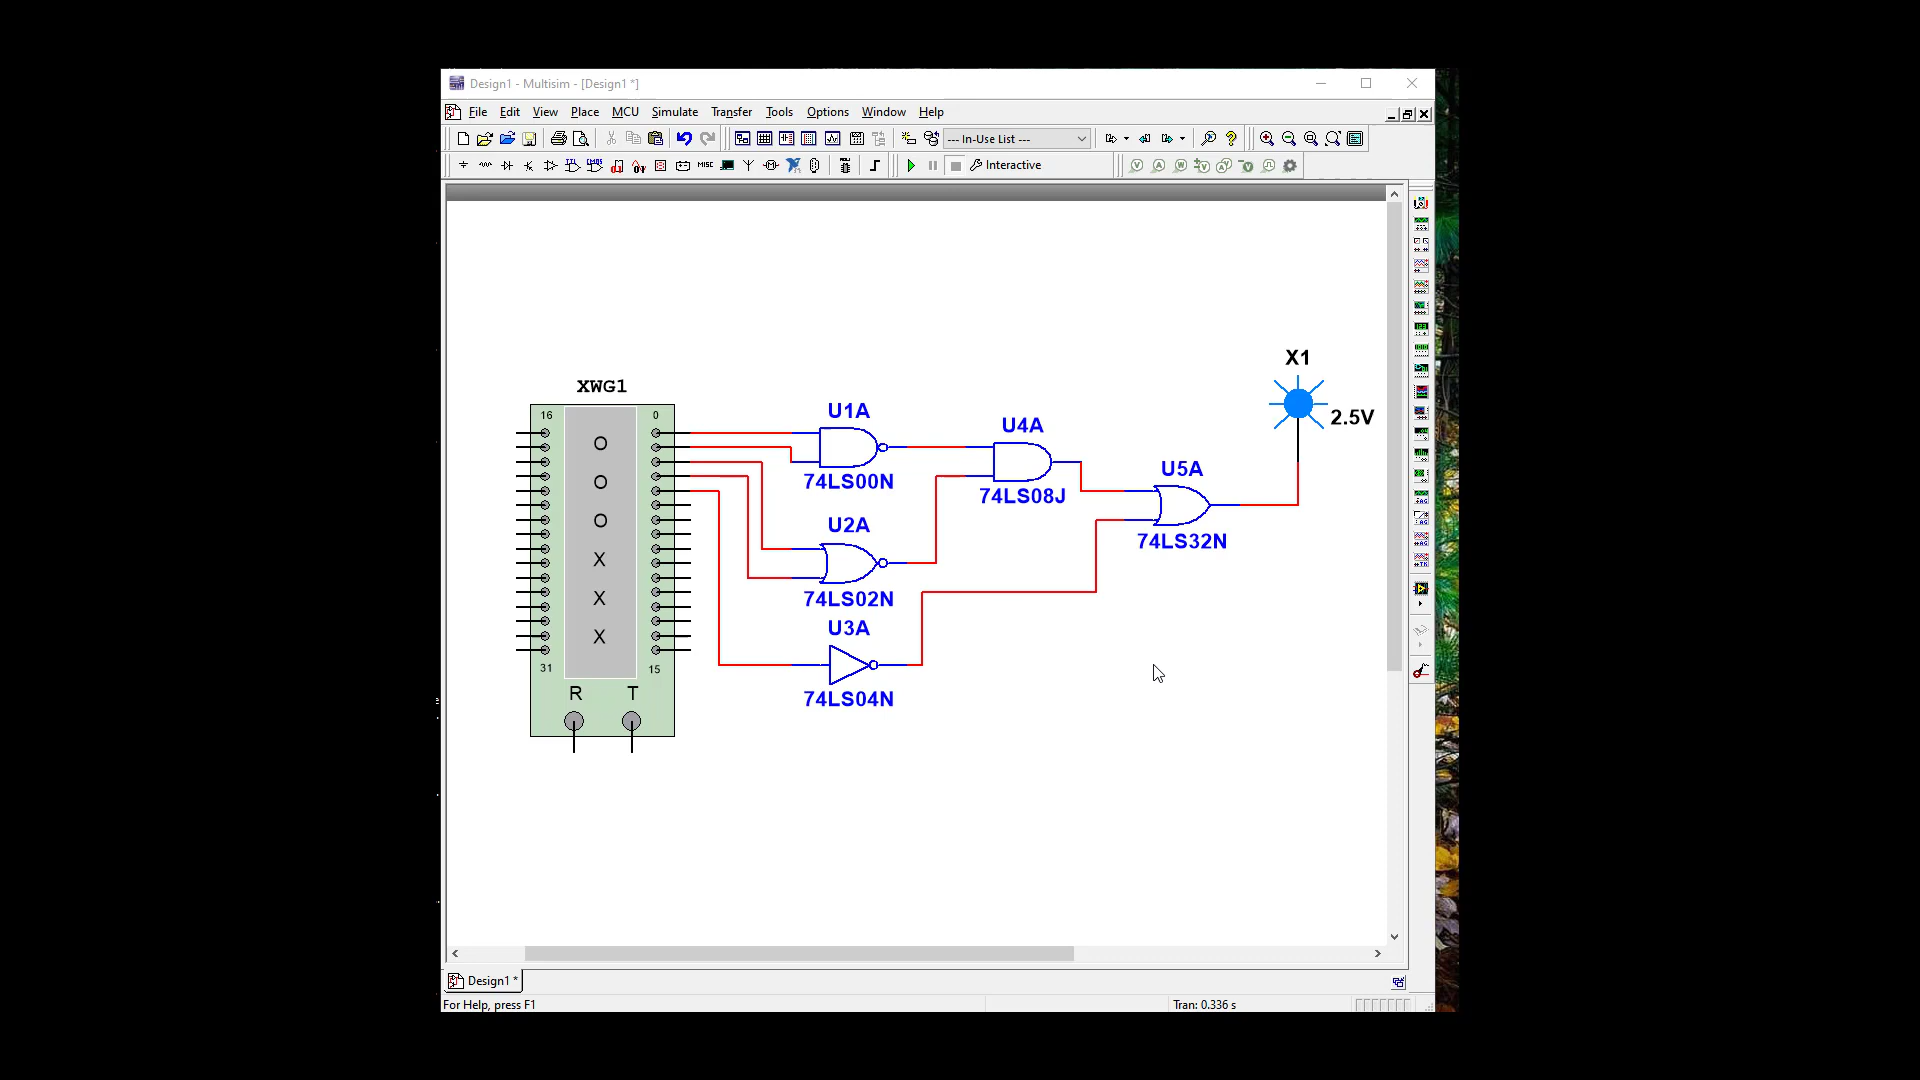 Design1 - Multisim - [Design1 *]
File Edit View Place MCU Simulate Transfer Tools Options Window Help
--- In-Use List ---
MISC Interactive
X1
2.5V
XWG1
16 0
O
O
O
X
X
X
31 15
R T
U1A
74LS00N
U4A
74LS08J
U5A
74LS32N
U2A
74LS02N
U3A
74LS04N
Design1 *
For Help, press F1
Tran: 0.336 s